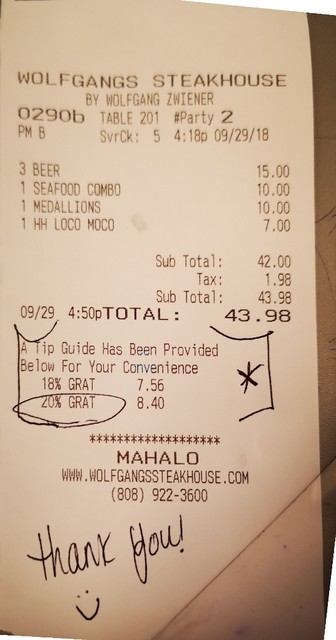 WOLFGANGS STEAKHOUSE
BY WOLFGANG ZWIENER
0290b TABLE 201 #Party 2
PM B SvrCk: 5 4:18p 09/29/18
3 BEER 15.00
1 SEAFOOD COMBO 10.00
1 MEDALLIONS 10.00
1 HH LOCO MOCO 7.00
Sub Total: 42.00
Tax: 1.98
Sub Total: 43.98
09/29 4:50pTOTAL: 43.98
A Tip Guide Has Been Provided
Below For Your Convenience
18% GRAT 7.56
20% GRAT 8.40
*******************
MAHALO
WWW.WOLFGANGSSTEAKHOUSE.COM
(808) 922-3600
thank you!